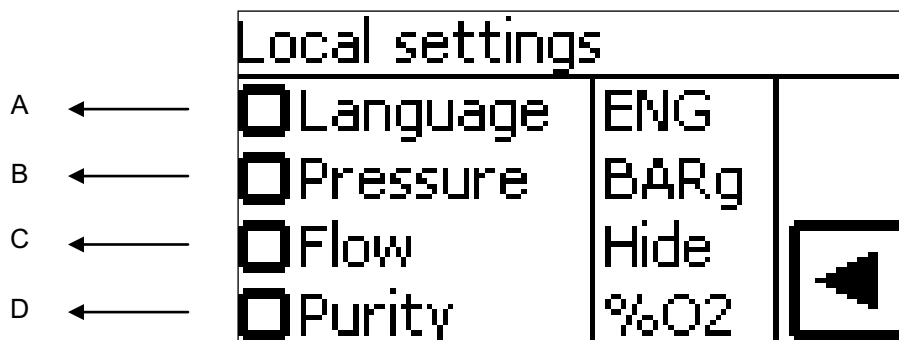 Local settings
A Language ENG
B Pressure BARg
C Flow Hide
D Purity %O2